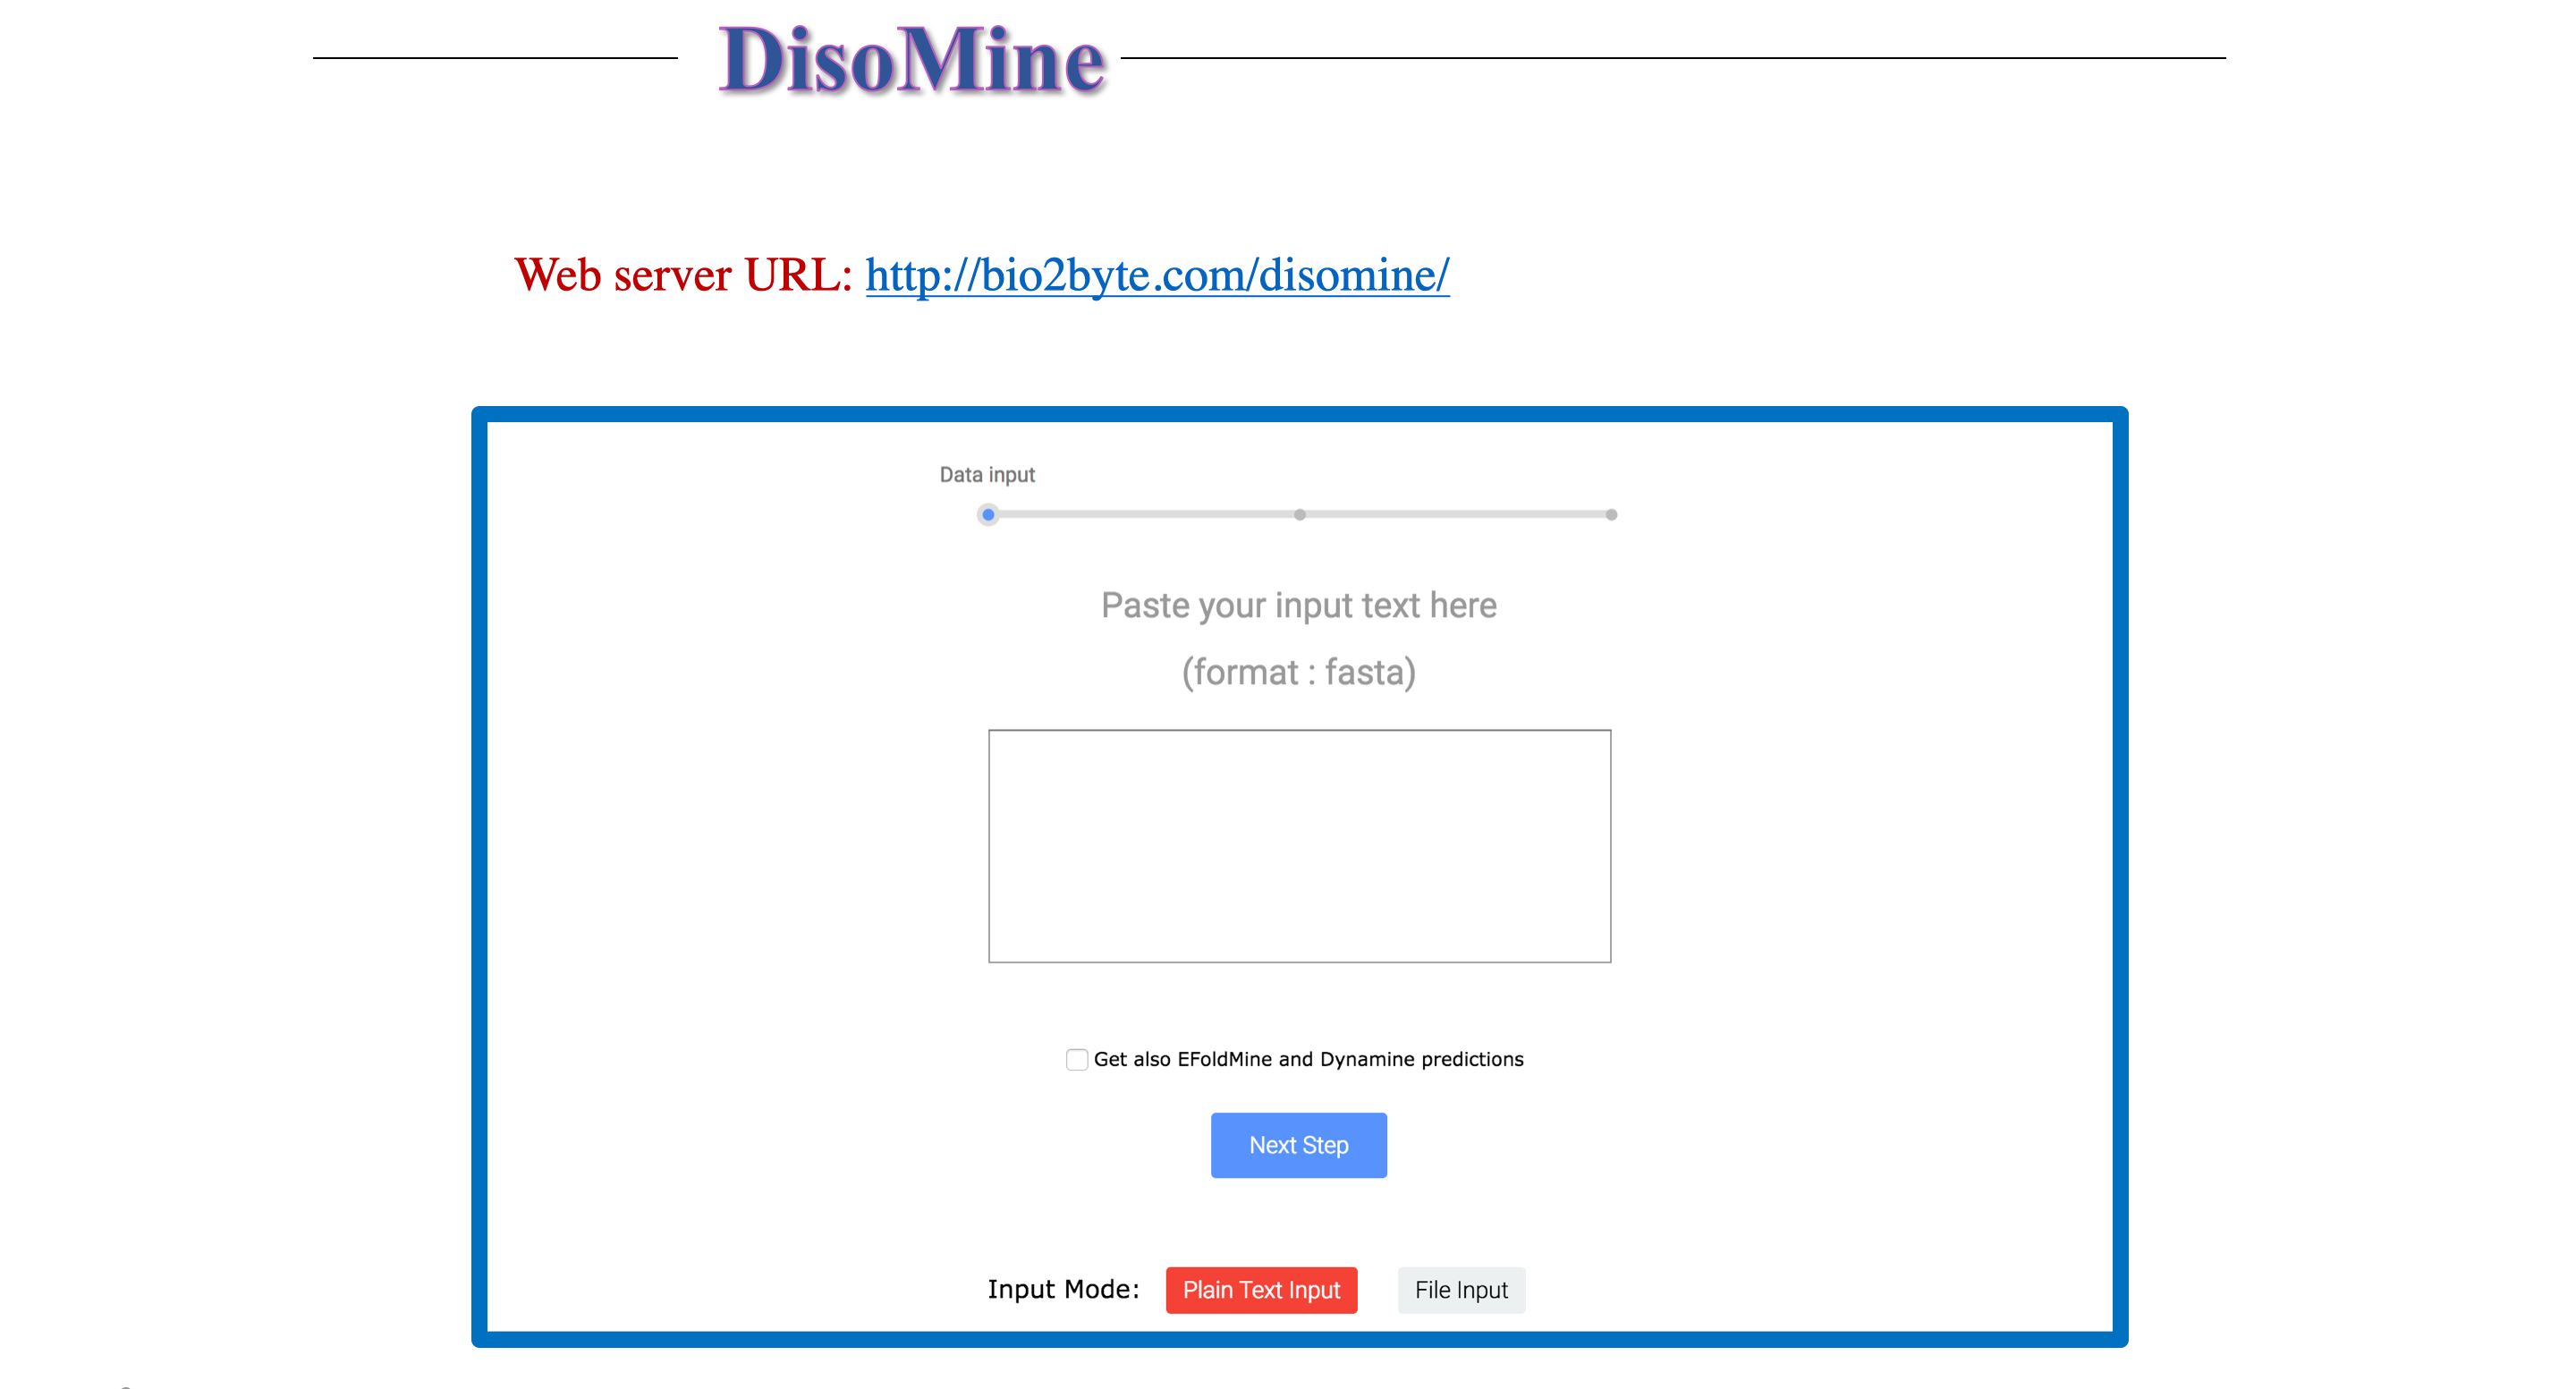 DisoMine
Web server URL: http://bio2byte.com/disomine/
Data input
Paste your input text here
(format : fasta)
Get also EFoldMine and Dynamine predictions
Next Step
Input Mode: Plain Text Input File Input